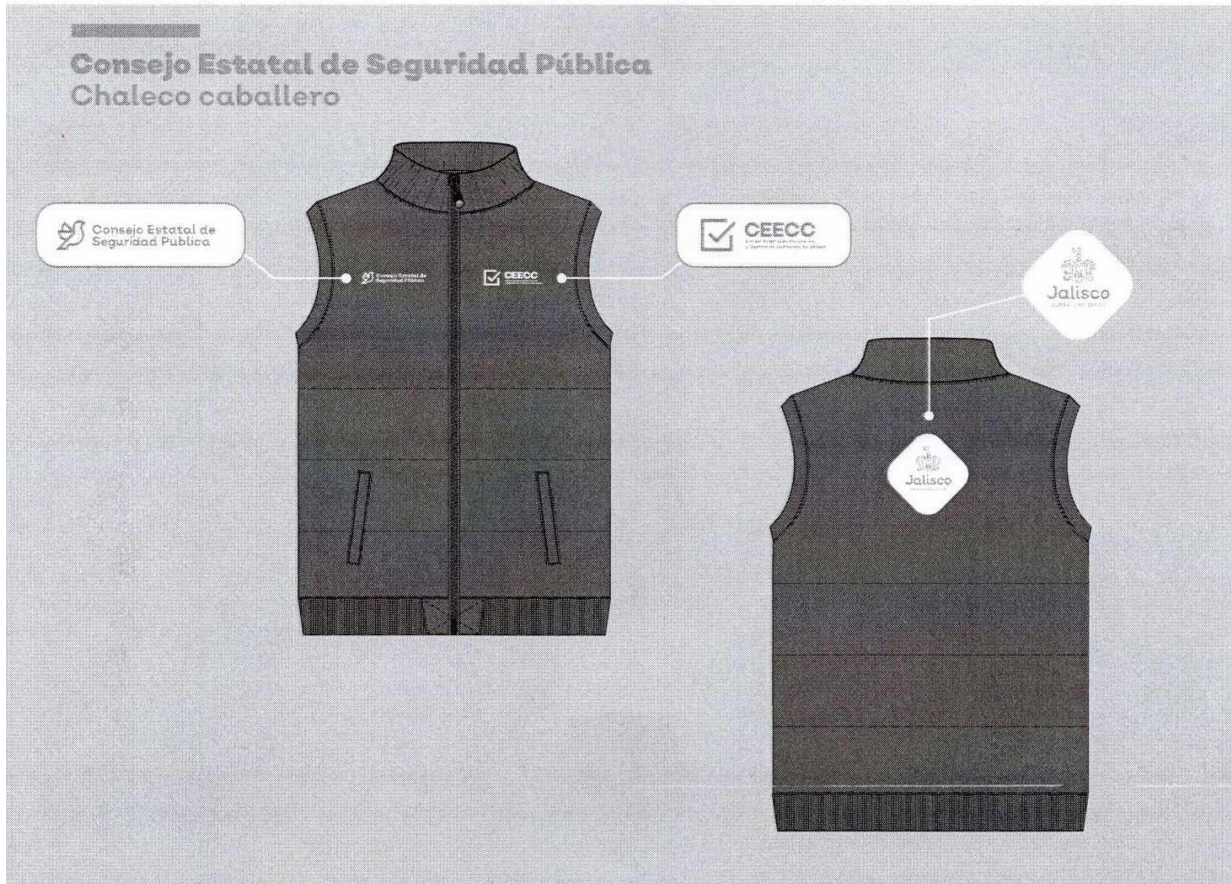 Consejo Estatal de Seguridad Pública
Chaleco caballero
Consejo Estatal de
Seguridad Pública
CEECC
Consejo Estatal de
Seguridad Pública
CEECC
Jalisco
Jalisco